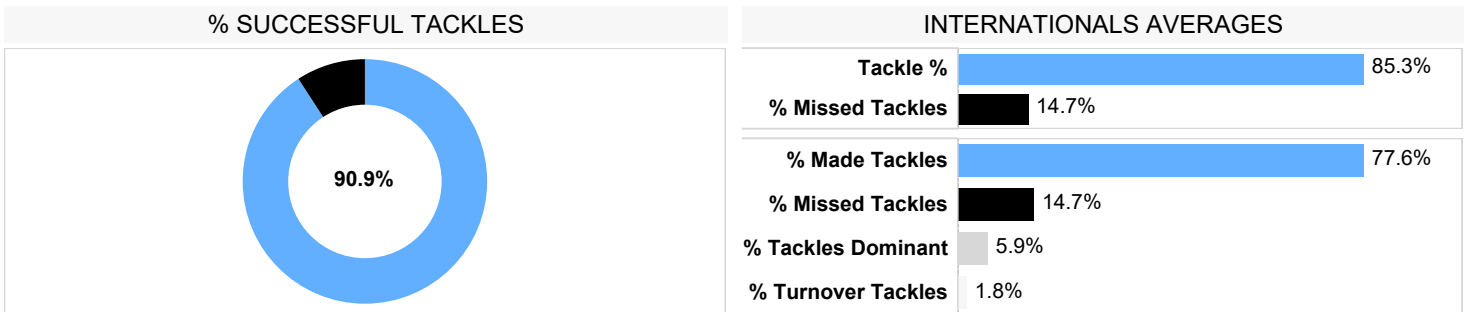 % SUCCESSFUL TACKLES
90.9%
INTERNATIONALS AVERAGES
Tackle % 85.3%
% Missed Tackles 14.7%
% Made Tackles 77.6%
% Missed Tackles 14.7%
% Tackles Dominant 5.9%
% Turnover Tackles 1.8%